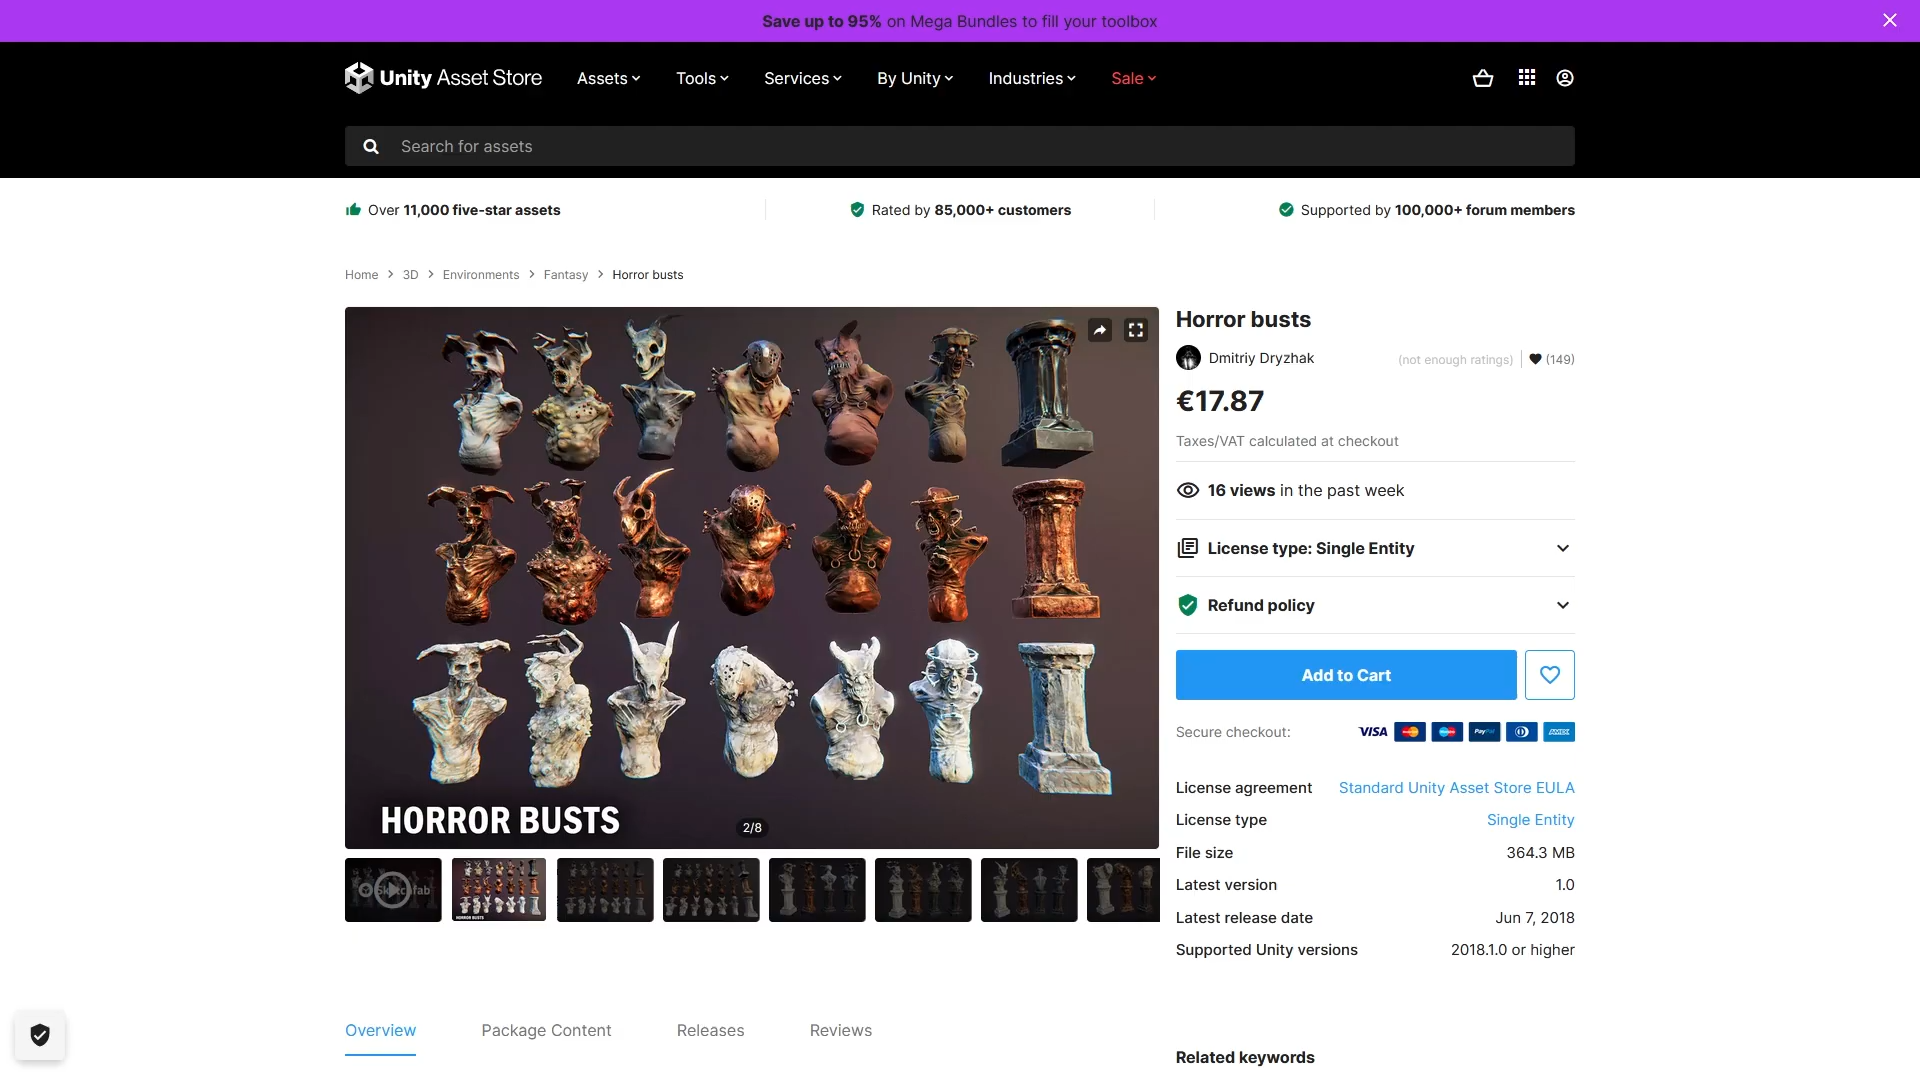 Save up to 95% on Mega Bundles to fill your toolbox
Unity Asset Store
Assets
Tools
Services
By Unity
Industries
Sale
Search for assets
Over 11,000 five-star assets
Rated by 85,000+ customers
Supported by 100,000+ forum members
Home > 3D > Environments > Fantasy > Horror busts
HORROR BUSTS
2/8
Sketchfab
HORROR BUSTS
Horror busts
Dmitriy Dryzhak
(not enough ratings)
(149)
€17.87
Taxes/VAT calculated at checkout
16 views in the past week
License type: Single Entity
Refund policy
Add to Cart
Secure checkout:
VISA
PayPal
AMEX
License agreement
Standard Unity Asset Store EULA
License type
Single Entity
File size
364.3 MB
Latest version
1.0
Latest release date
Jun 7, 2018
Supported Unity versions
2018.1.0 or higher
Overview
Package Content
Releases
Reviews
Related keywords